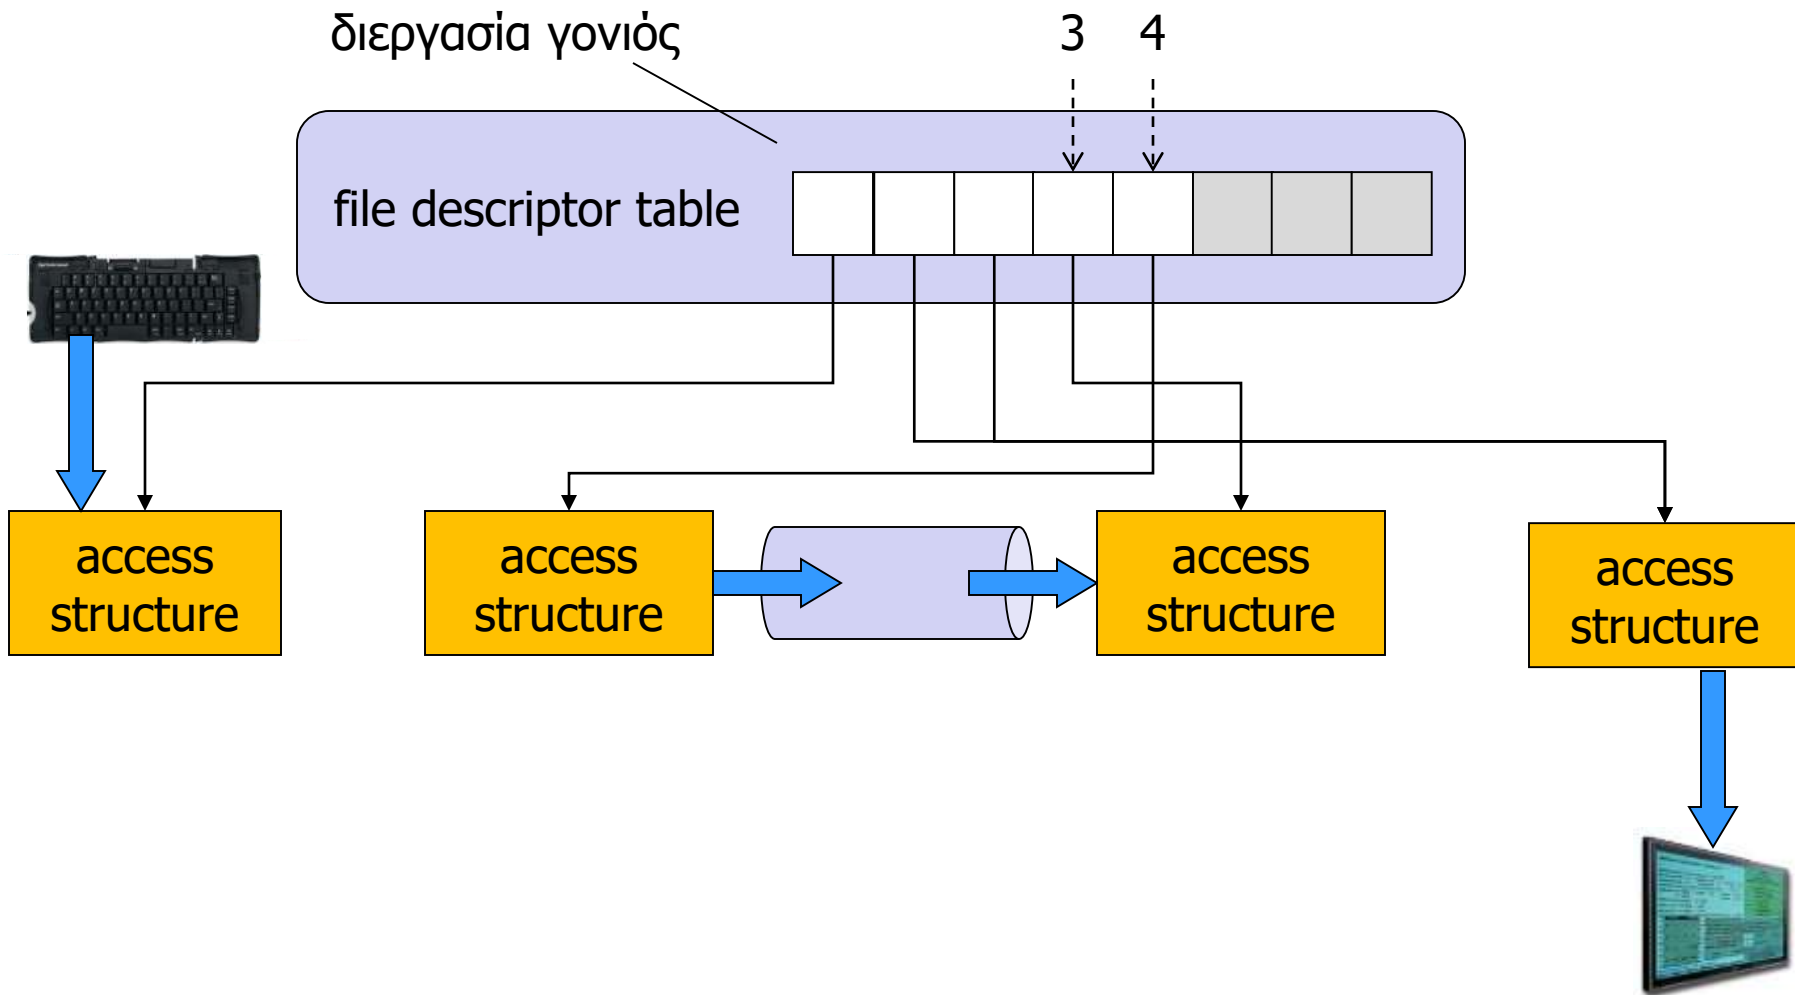 διεργασία γονιός
3 4
file descriptor table
access
structure
access
structure
access
structure
access
structure